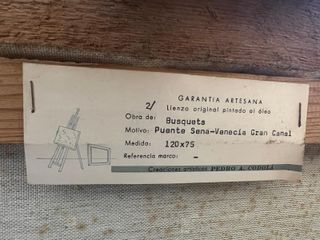 GARANTIA ARTESANA
2/ lienzo original pintado al óleo
Obra de: Busquets
Motivo: Puente Sena-Venecia Gran Canal
Medida: 120x75
Referencia marco: -
Creaciones artísticas PEDRO A. CODOLA